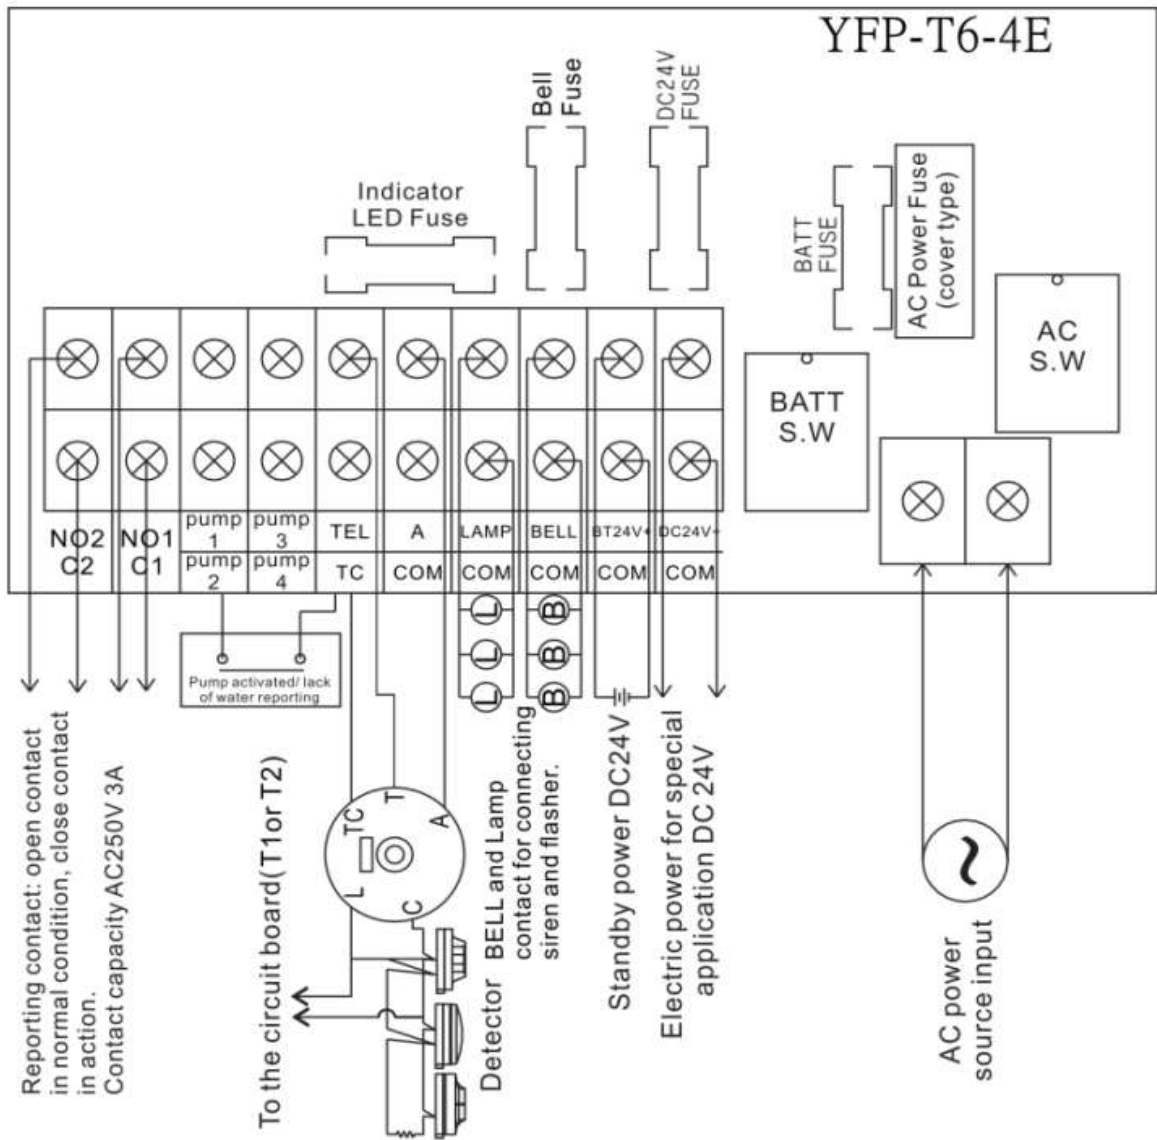 YFP-T6-4E
Bell
Fuse
DC24V
FUSE
Indicator
LED Fuse
BATT
FUSE
AC Power Fuse
(cover type)
AC
S.W
BATT
S.W
NO2
C2
NO1
C1
pump
1
pump
2
pump
3
pump
4
TEL
TC
A
COM
LAMP
COM
BELL
COM
BT24V+
COM
DC24V+
COM
L
L
L
B
B
B
Pump activated/ lack
of water reporting
Reporting contact: open contact
in normal condition, close contact
in action.
Contact capacity AC250V 3A
To the circuit board(T1or T2)
TC
T
A
L
C
Detector
BELL and Lamp
contact for connecting
siren and flasher.
Standby power DC24V
Electric power for special
application DC 24V
~
AC power
source input